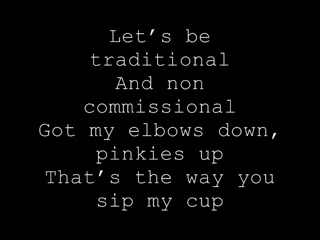 Let’s be
traditional
And non
commissional
Got my elbows down,
pinkies up
That’s the way you
sip my cup